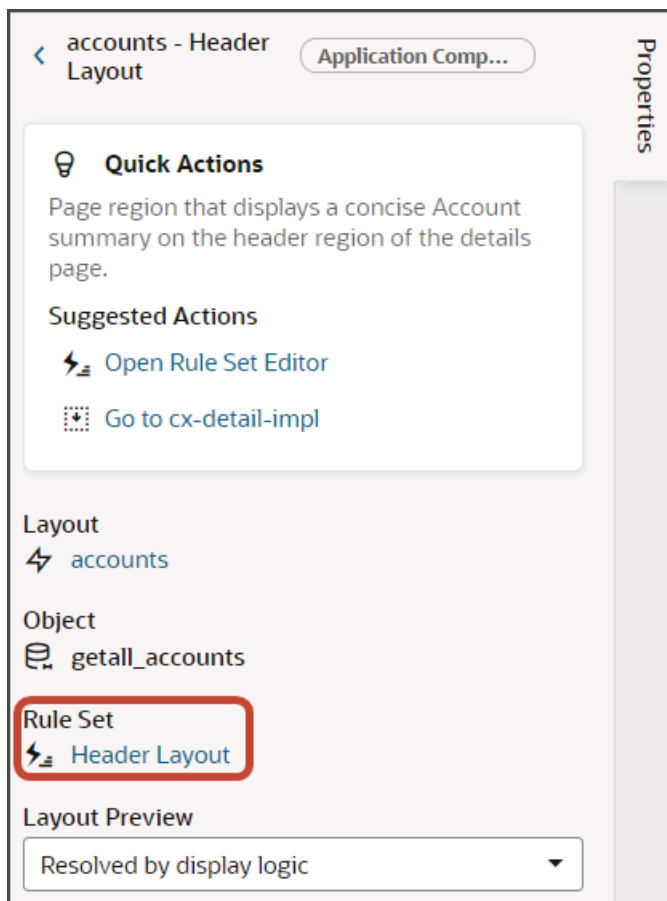 accounts - Header
Layout
Application Comp...
Properties
Quick Actions
Page region that displays a concise Account
summary on the header region of the details
page.
Suggested Actions
Open Rule Set Editor
Go to cx-detail-impl
Layout
accounts
Object
getall_accounts
Rule Set
Header Layout
Layout Preview
Resolved by display logic